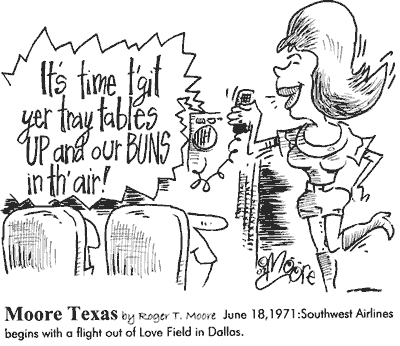 It's time t'git
yer tray tables
UP and our BUNS
in th' air!
Moore
Moore Texas by Roger T. Moore June 18,1971:Southwest Airlines
begins with a flight out of Love Field in Dallas.